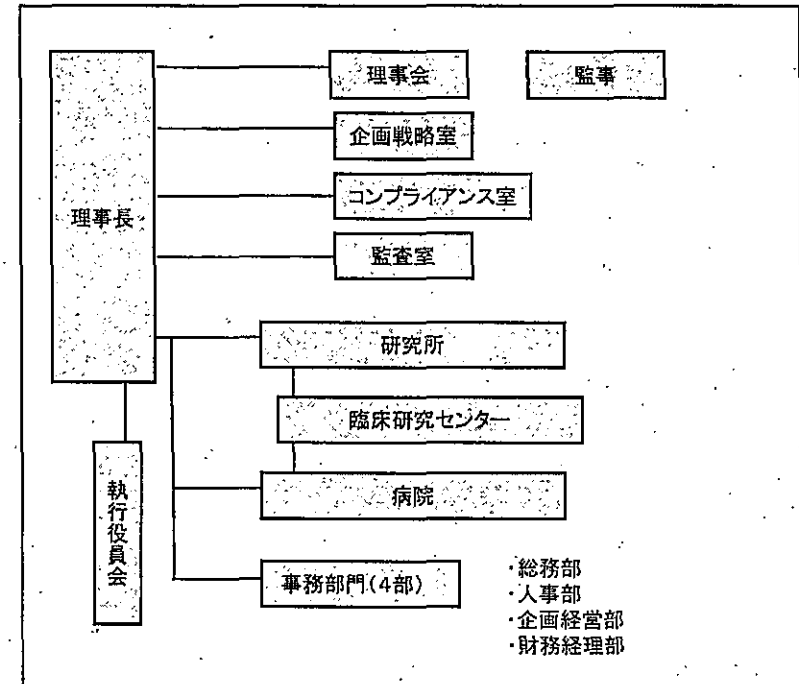 理事会
監事
企画戦略室
コンプライアンス室
理事長
監査室
研究所
臨床研究センター
病院
執行役員会
事務部門(4部)
・総務部
・人事部
・企画経営部
・財務経理部